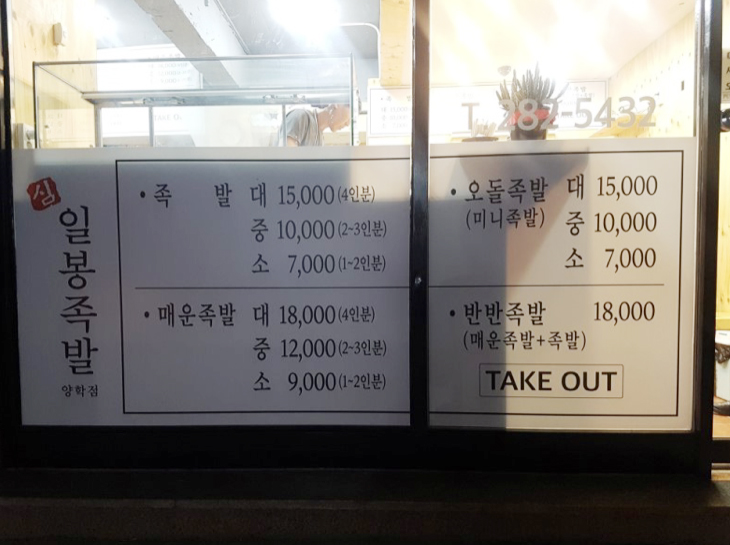 T. 282-5432
심
일봉족발
양학점
• 족 발 대 15,000(4인분)
중 10,000(2~3인분)
소 7,000(1~2인분)
• 매운족발 대 18,000(4인분)
중 12,000(2~3인분)
소 9,000(1~2인분)
• 오돌족발 대 15,000
(미니족발) 중 10,000
소 7,000
• 반반족발 18,000
(매운족발+족발)
TAKE OUT